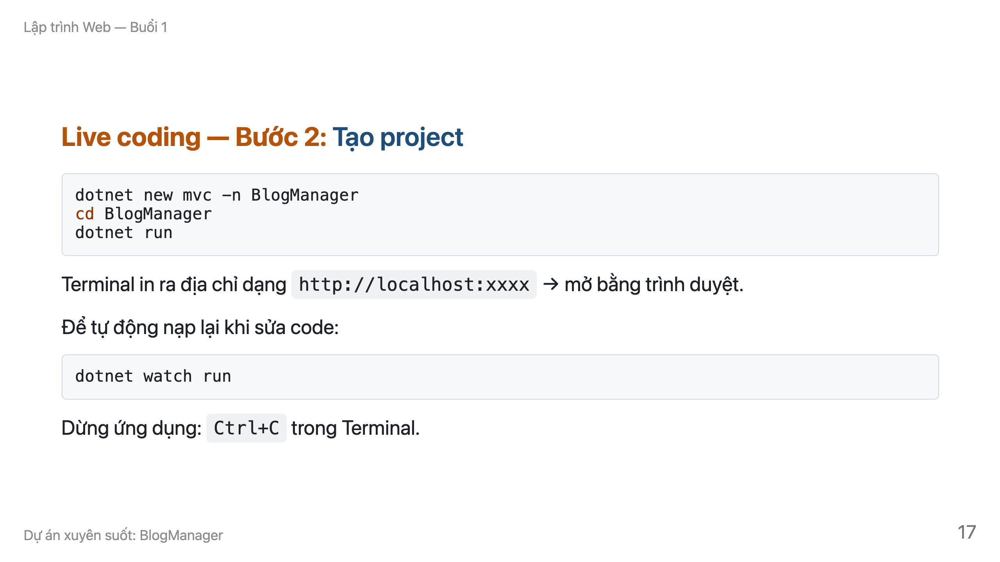 Lập trình Web — Buổi 1
Live coding — Bước 2: Tạo project
dotnet new mvc -n BlogManager
cd BlogManager
dotnet run
Terminal in ra địa chỉ dạng http://localhost:xxxx → mở bằng trình duyệt.
Để tự động nạp lại khi sửa code:
dotnet watch run
Dừng ứng dụng: Ctrl+C trong Terminal.
Dự án xuyên suốt: BlogManager
17